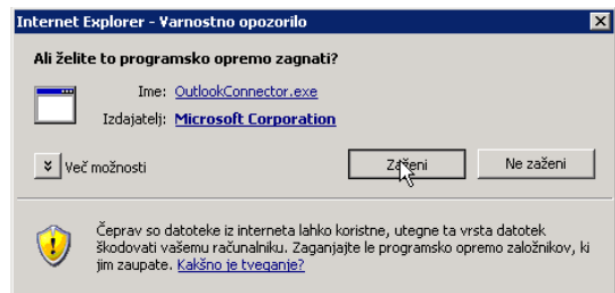 Internet Explorer - Varnostno opozorilo
Ali želite to programsko opremo zagnati?
Ime: OutlookConnector.exe
Izdajatelj: Microsoft Corporation
Več možnosti
Zaženi
Ne zaženi
Čeprav so datoteke iz interneta lahko koristne, utegne ta vrsta datotek
škodovati vašemu računalniku. Zaganjajte le programsko opremo založnikov, ki
jim zaupate. Kakšno je tveganje?